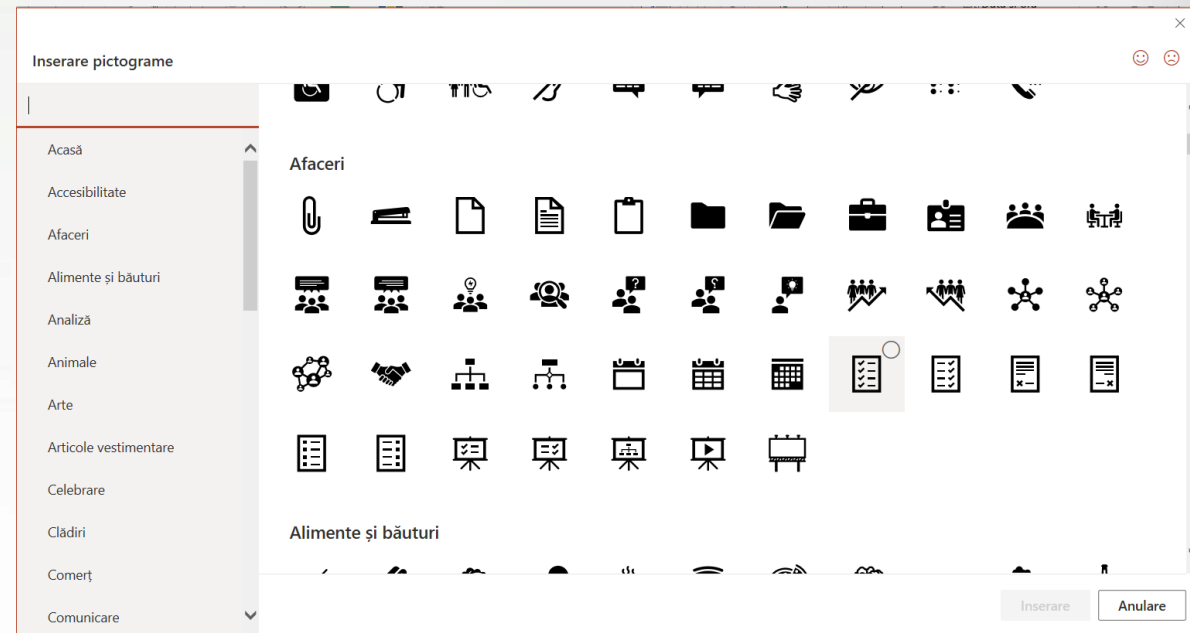 Inserare pictograme
Acasă
Accesibilitate
Afaceri
Alimente și băuturi
Analiză
Animale
Arte
Articole vestimentare
Celebrare
Clădiri
Comerț
Comunicare
Afaceri
Alimente și băuturi
Inserare
Anulare